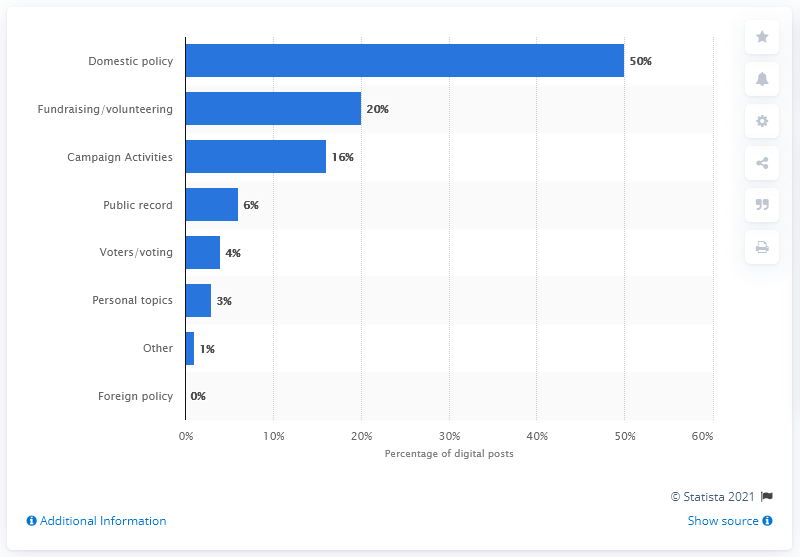 Domestic policy 50%
Fundraising/volunteering 20%
Campaign Activities 16%
Public record 6%
Voters/voting 4%
Personal topics 3%
Other 1%
Foreign policy 0%
0% 10% 20% 30% 40% 50% 60%
Percentage of digital posts
© Statista 2021
Additional Information Show source